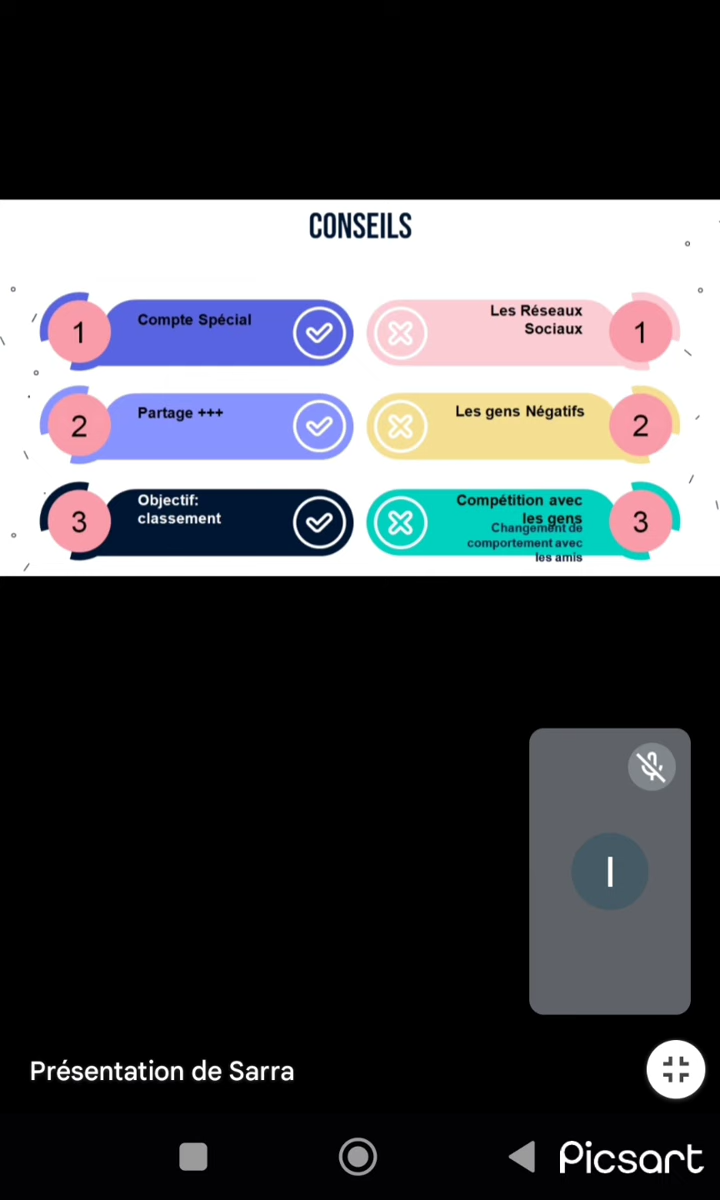 CONSEILS
1
Compte Spécial
Les Réseaux
Sociaux
1
2
Partage +++
Les gens Négatifs
2
3
Objectif:
classement
Compétition avec
les gens
Changement de
comportement avec
les amis
3
I
Présentation de Sarra
Picsart